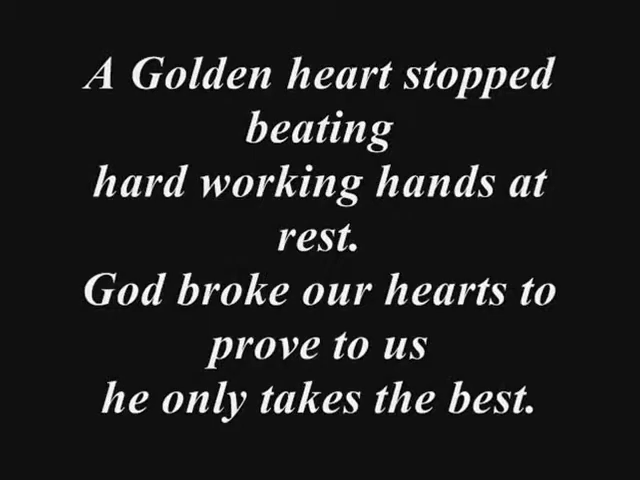 A Golden heart stopped
beating
hard working hands at
rest.
God broke our hearts to
prove to us
he only takes the best.